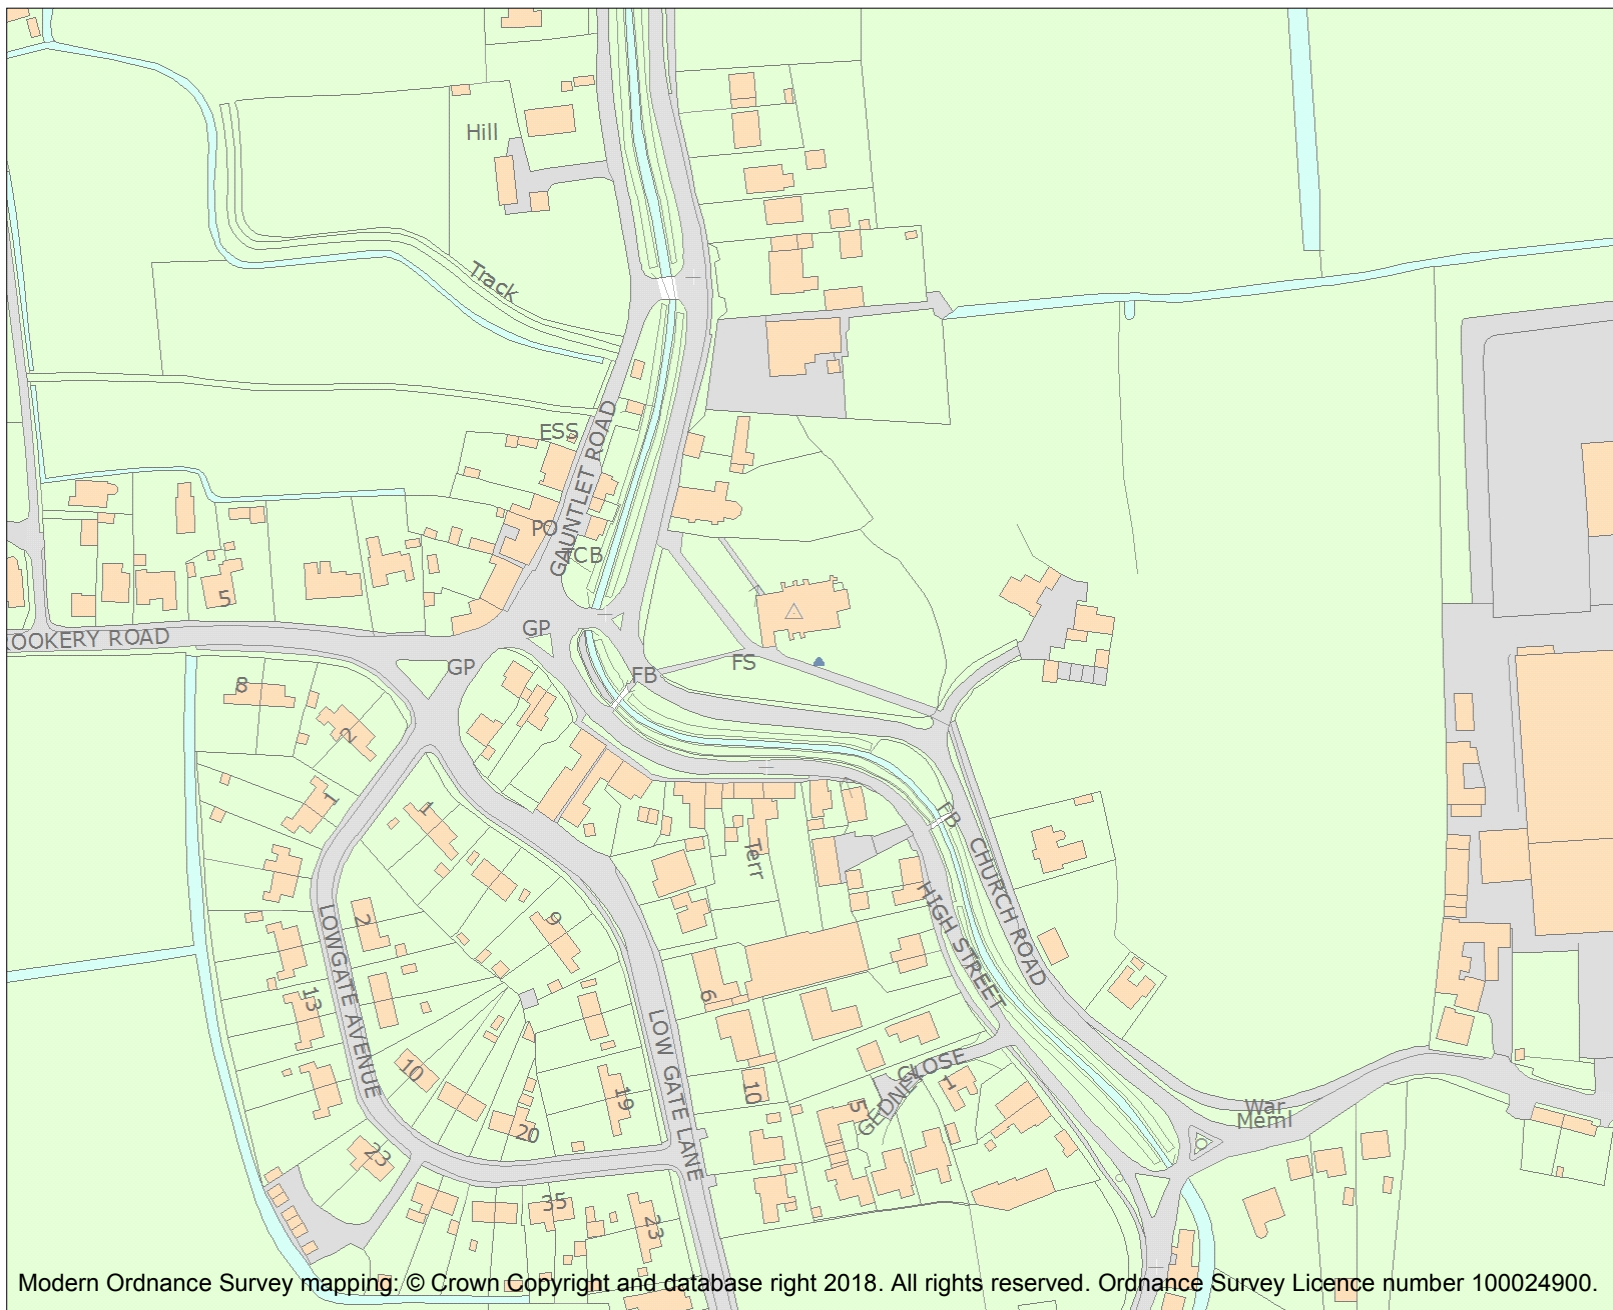 Hill
Track
ESS
GAUNTLET ROAD
PO
TCB
5
ROOKERY ROAD
GP
GP
FB
FS
8
2
1
1
FB
CHURCH ROAD
Terr
HIGH STREET
2
9
LOWGATE AVENUE
13
6
LOW GATE LANE
10
10
19
20
CLOSE
GEDNEY
1
5
War
Meml
23
35
23
Modern Ordnance Survey mapping: © Crown Copyright and database right 2018. All rights reserved. Ordnance Survey Licence number 100024900.